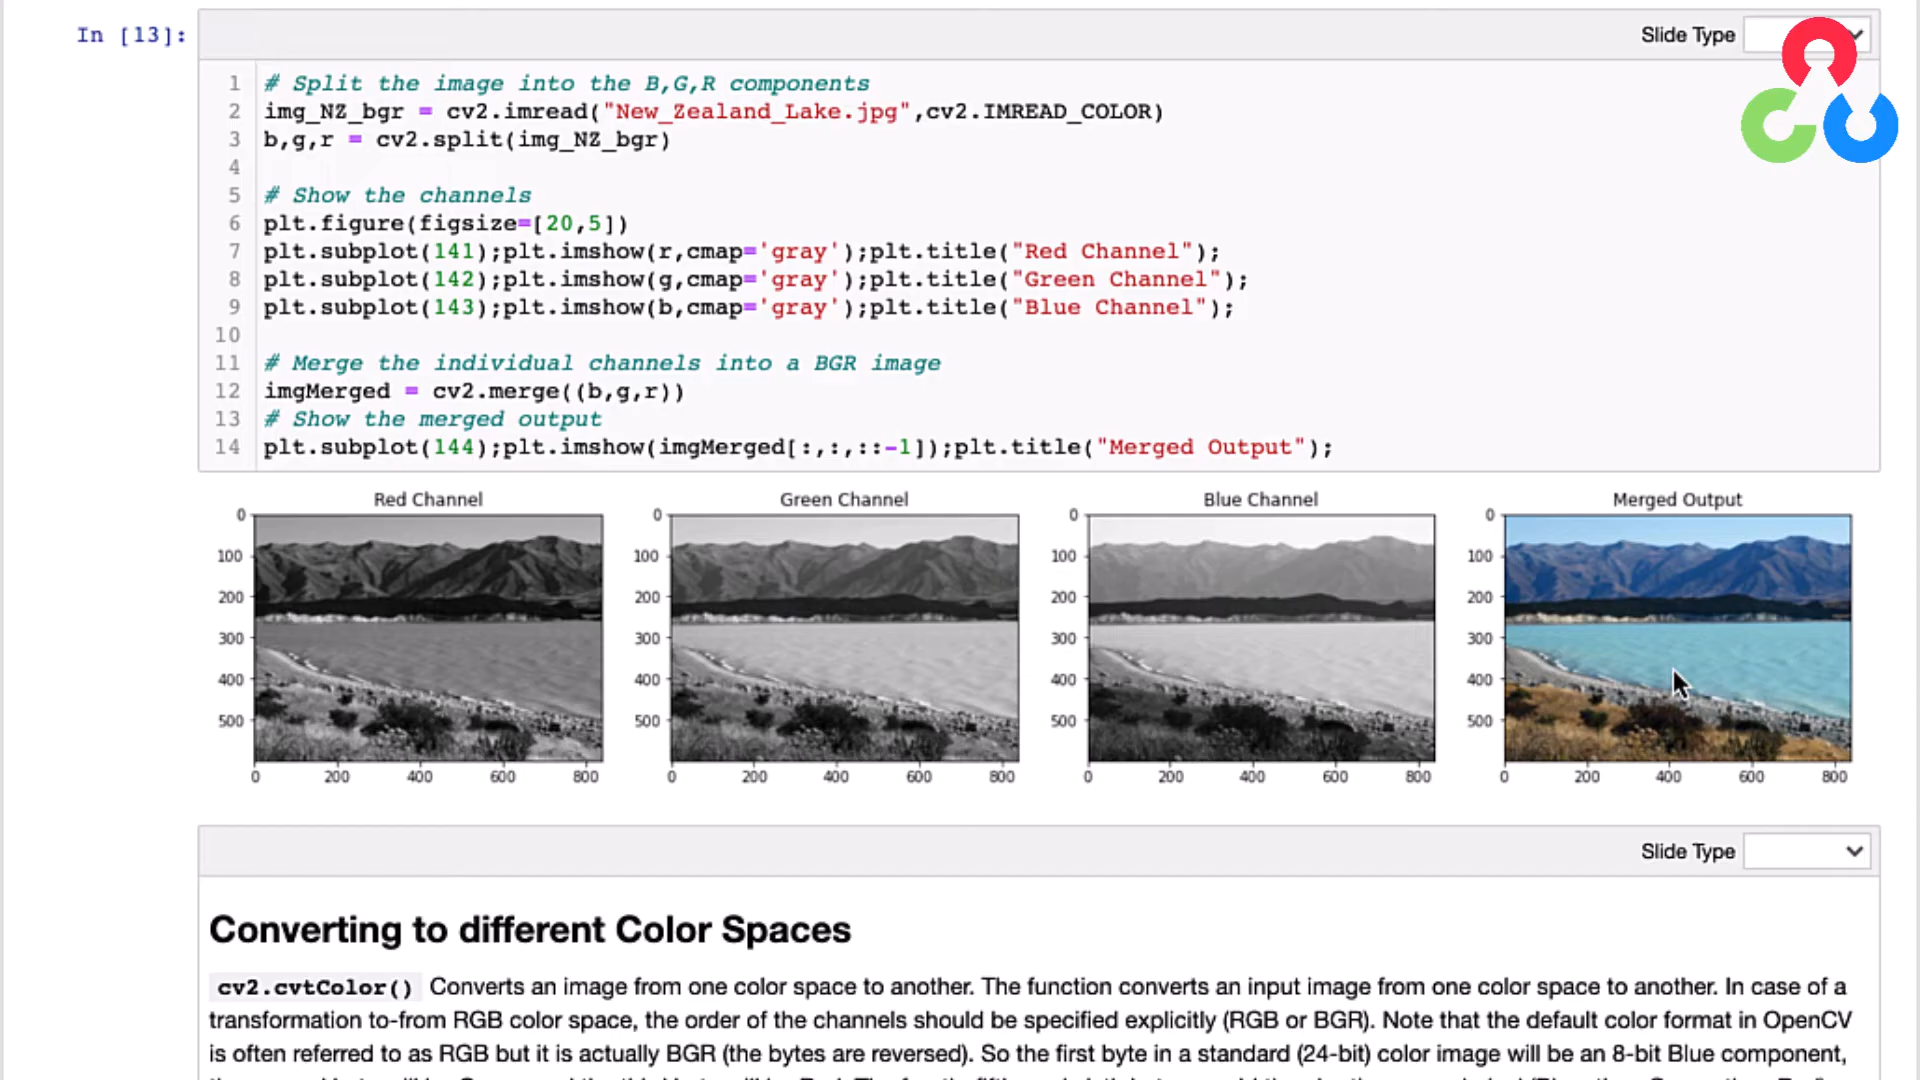 In [13]:
Slide Type
1 # Split the image into the B,G,R components
2 img_NZ_bgr = cv2.imread("New_Zealand_Lake.jpg",cv2.IMREAD_COLOR)
3 b,g,r = cv2.split(img_NZ_bgr)
4
5 # Show the channels
6 plt.figure(figsize=[20,5])
7 plt.subplot(141);plt.imshow(r,cmap='gray');plt.title("Red Channel");
8 plt.subplot(142);plt.imshow(g,cmap='gray');plt.title("Green Channel");
9 plt.subplot(143);plt.imshow(b,cmap='gray');plt.title("Blue Channel");
10
11 # Merge the individual channels into a BGR image
12 imgMerged = cv2.merge((b,g,r))
13 # Show the merged output
14 plt.subplot(144);plt.imshow(imgMerged[:,:,::-1]);plt.title("Merged Output");
Red Channel Green Channel Blue Channel Merged Output
0 0 0 0
100 100 100 100
200 200 200 200
300 300 300 300
400 400 400 400
500 500 500 500
0 200 400 600 800 0 200 400 600 800 0 200 400 600 800 0 200 400 600 800
Slide Type
Converting to different Color Spaces
cv2.cvtColor() Converts an image from one color space to another. The function converts an input image from one color space to another. In case of a
transformation to-from RGB color space, the order of the channels should be specified explicitly (RGB or BGR). Note that the default color format in OpenCV
is often referred to as RGB but it is actually BGR (the bytes are reversed). So the first byte in a standard (24-bit) color image will be an 8-bit Blue component,